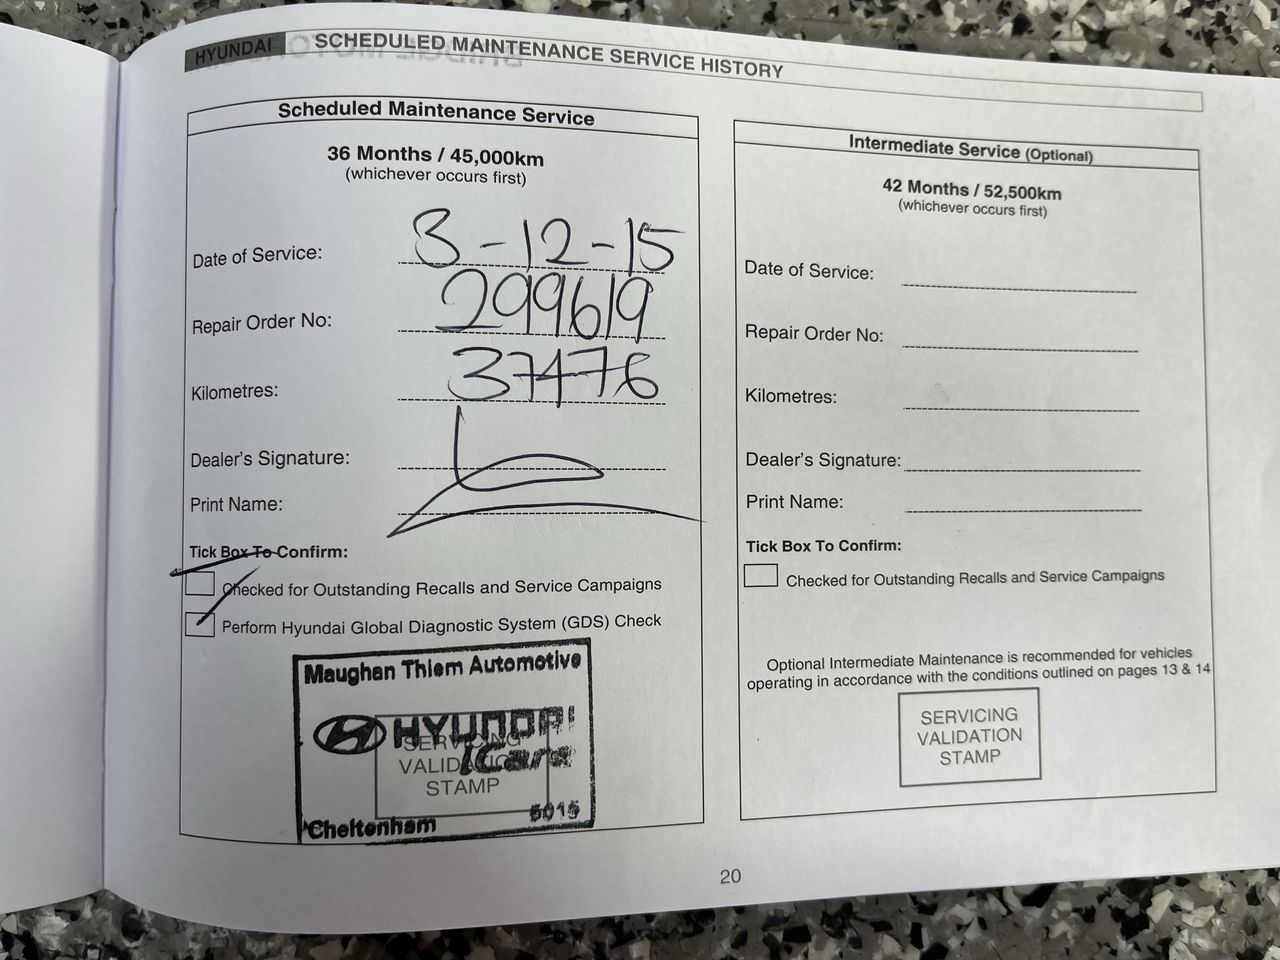 HYUNDAI SCHEDULED MAINTENANCE SERVICE HISTORY
Scheduled Maintenance Service
36 Months / 45,000km
(whichever occurs first)
Date of Service: 3-12-15
Repair Order No: 299619
Kilometres: 37476
Dealer's Signature:
Print Name:
Tick Box To Confirm:
Checked for Outstanding Recalls and Service Campaigns
Perform Hyundai Global Diagnostic System (GDS) Check
Maughan Thiem Automotive
HYUNDAI
iCare
SERVICING
VALIDATION
STAMP
Cheltenham 5015
Intermediate Service (Optional)
42 Months / 52,500km
(whichever occurs first)
Date of Service:
Repair Order No:
Kilometres:
Dealer's Signature:
Print Name:
Tick Box To Confirm:
Checked for Outstanding Recalls and Service Campaigns
Optional Intermediate Maintenance is recommended for vehicles
operating in accordance with the conditions outlined on pages 13 & 14
SERVICING
VALIDATION
STAMP
20